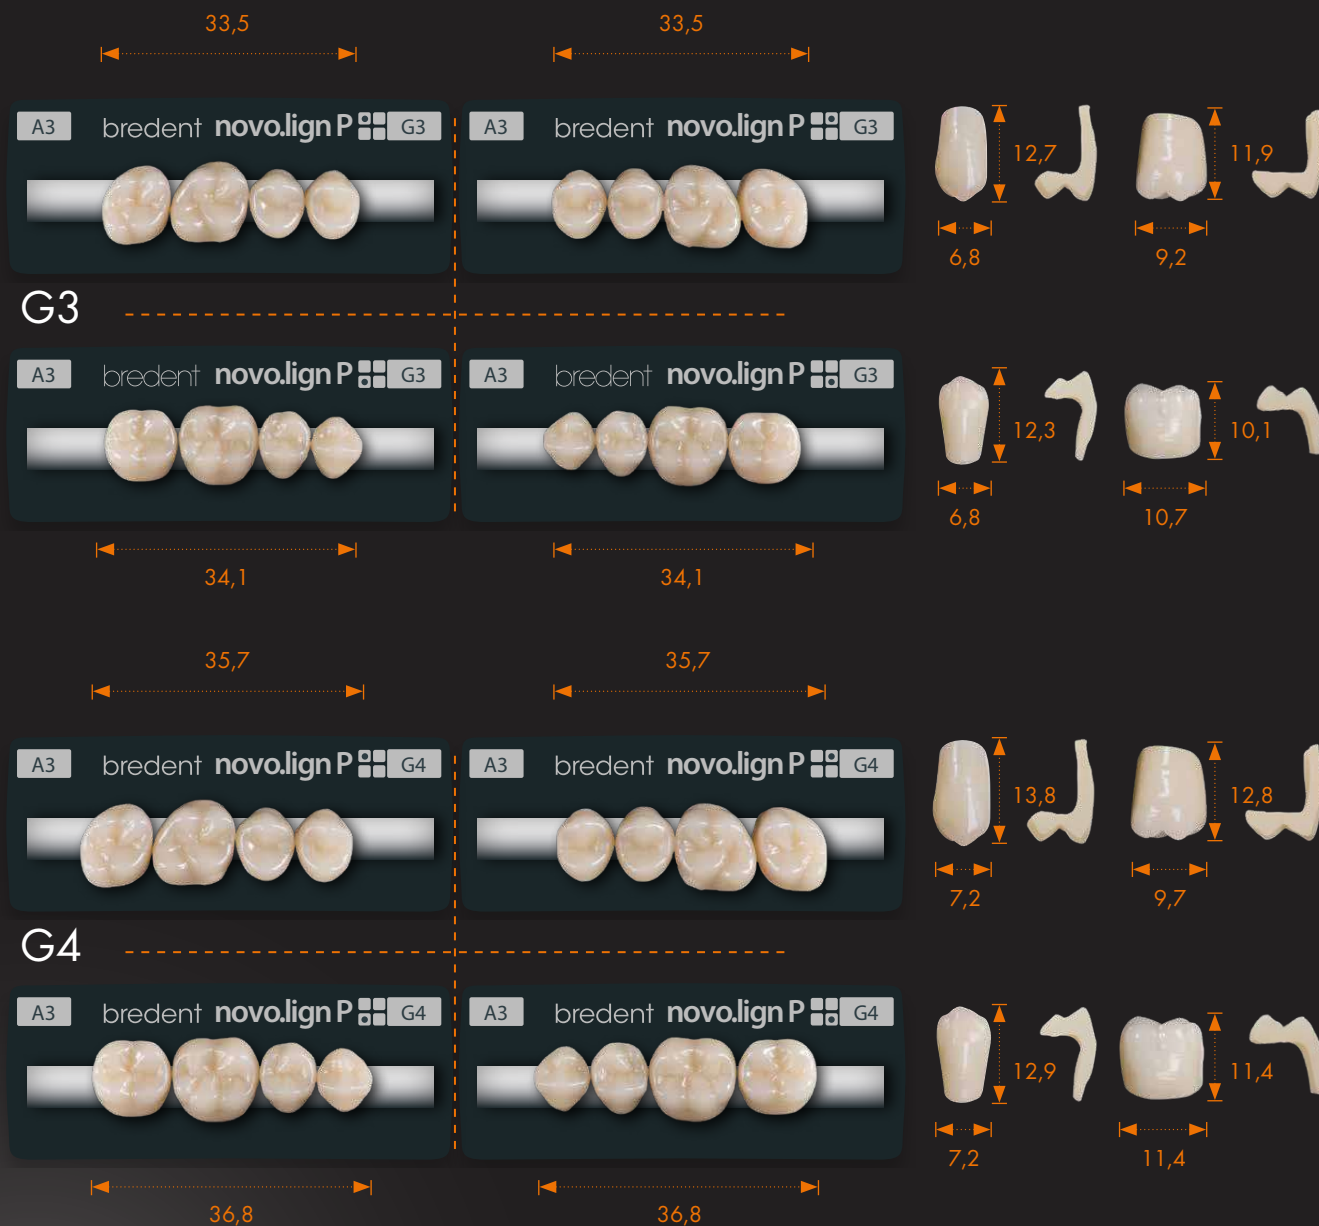 33,5 33,5
A3 bredent novo.lign P G3 A3 bredent novo.lign P G3
12,7 11,9
6,8 9,2
G3
A3 bredent novo.lign P G3 A3 bredent novo.lign P G3
12,3 10,1
6,8 10,7
34,1 34,1
35,7 35,7
A3 bredent novo.lign P G4 A3 bredent novo.lign P G4
13,8 12,8
7,2 9,7
G4
A3 bredent novo.lign P G4 A3 bredent novo.lign P G4
12,9 11,4
7,2 11,4
36,8 36,8